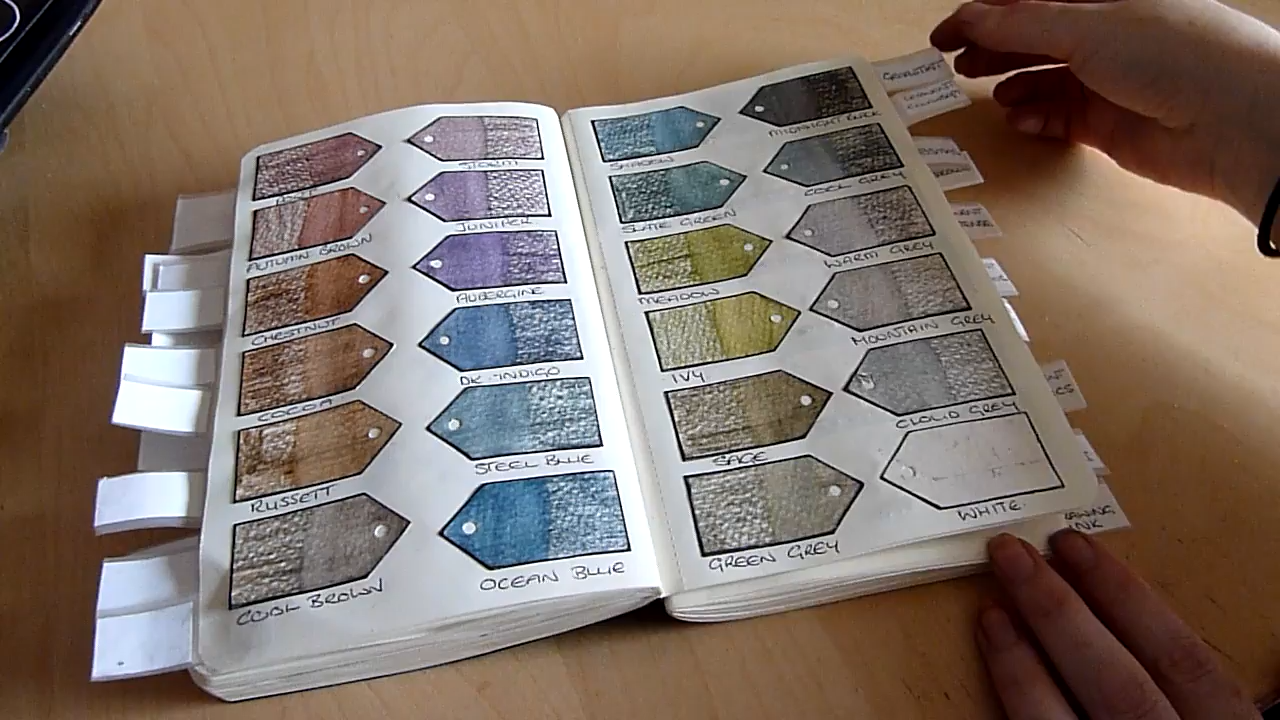 AUTUMN BROWN
CHESTNUT
COCOA
RUSSETT
COOL BROWN
STORM
JUNIPER
AUBERGINE
DK. INDIGO
STEEL BLUE
OCEAN BLUE
SHADOW
SLATE GREEN
MEADOW
IVY
SAGE
GREEN GREY
MIDNIGHT BLACK
COOL GREY
WARM GREY
MOUNTAIN GREY
CLOUD GREY
WHITE
INK